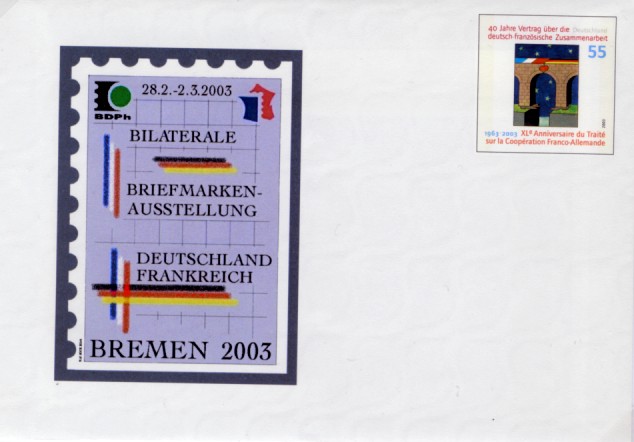 28.2.-2.3.2003
BDPh
BILATERALE
BRIEFMARKEN-
AUSSTELLUNG
DEUTSCHLAND
FRANKREICH
BREMEN 2003
40 Jahre Vertrag über die Deutschland
deutsch-französische Zusammenarbeit
55
2003
1963·2003 XLe Anniversaire du Traité
sur la Coopération Franco-Allemande